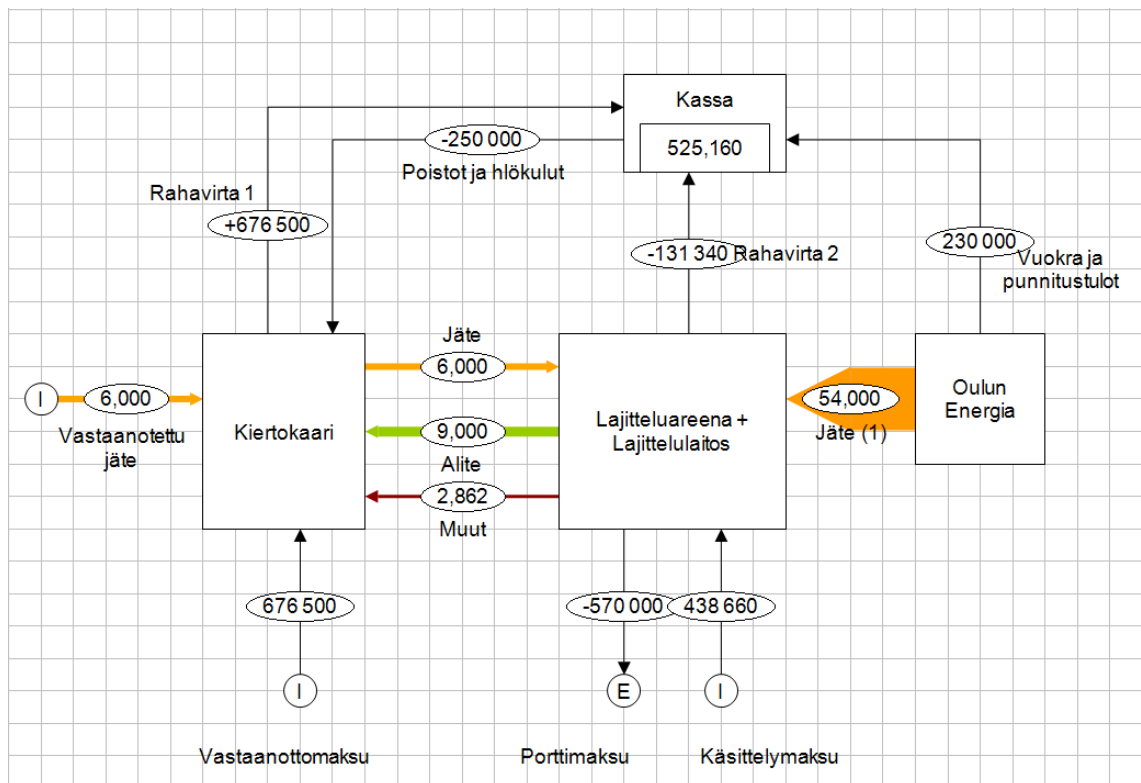 Kassa
525,160
-250 000
Poistot ja hlökulut
Rahavirta 1
+676 500
-131 340
Rahavirta 2
230 000
Vuokra ja
punnitustulot
I
6,000
Vastaanotettu
jäte
Kiertokaari
Jäte
6,000
9,000
Alite
2,862
Muut
Lajitteluareena +
Lajittelulaitos
54,000
Jäte (1)
Oulun
Energia
676 500
-570 000
438 660
I
E
I
Vastaanottomaksu
Porttimaksu
Käsittelymaksu